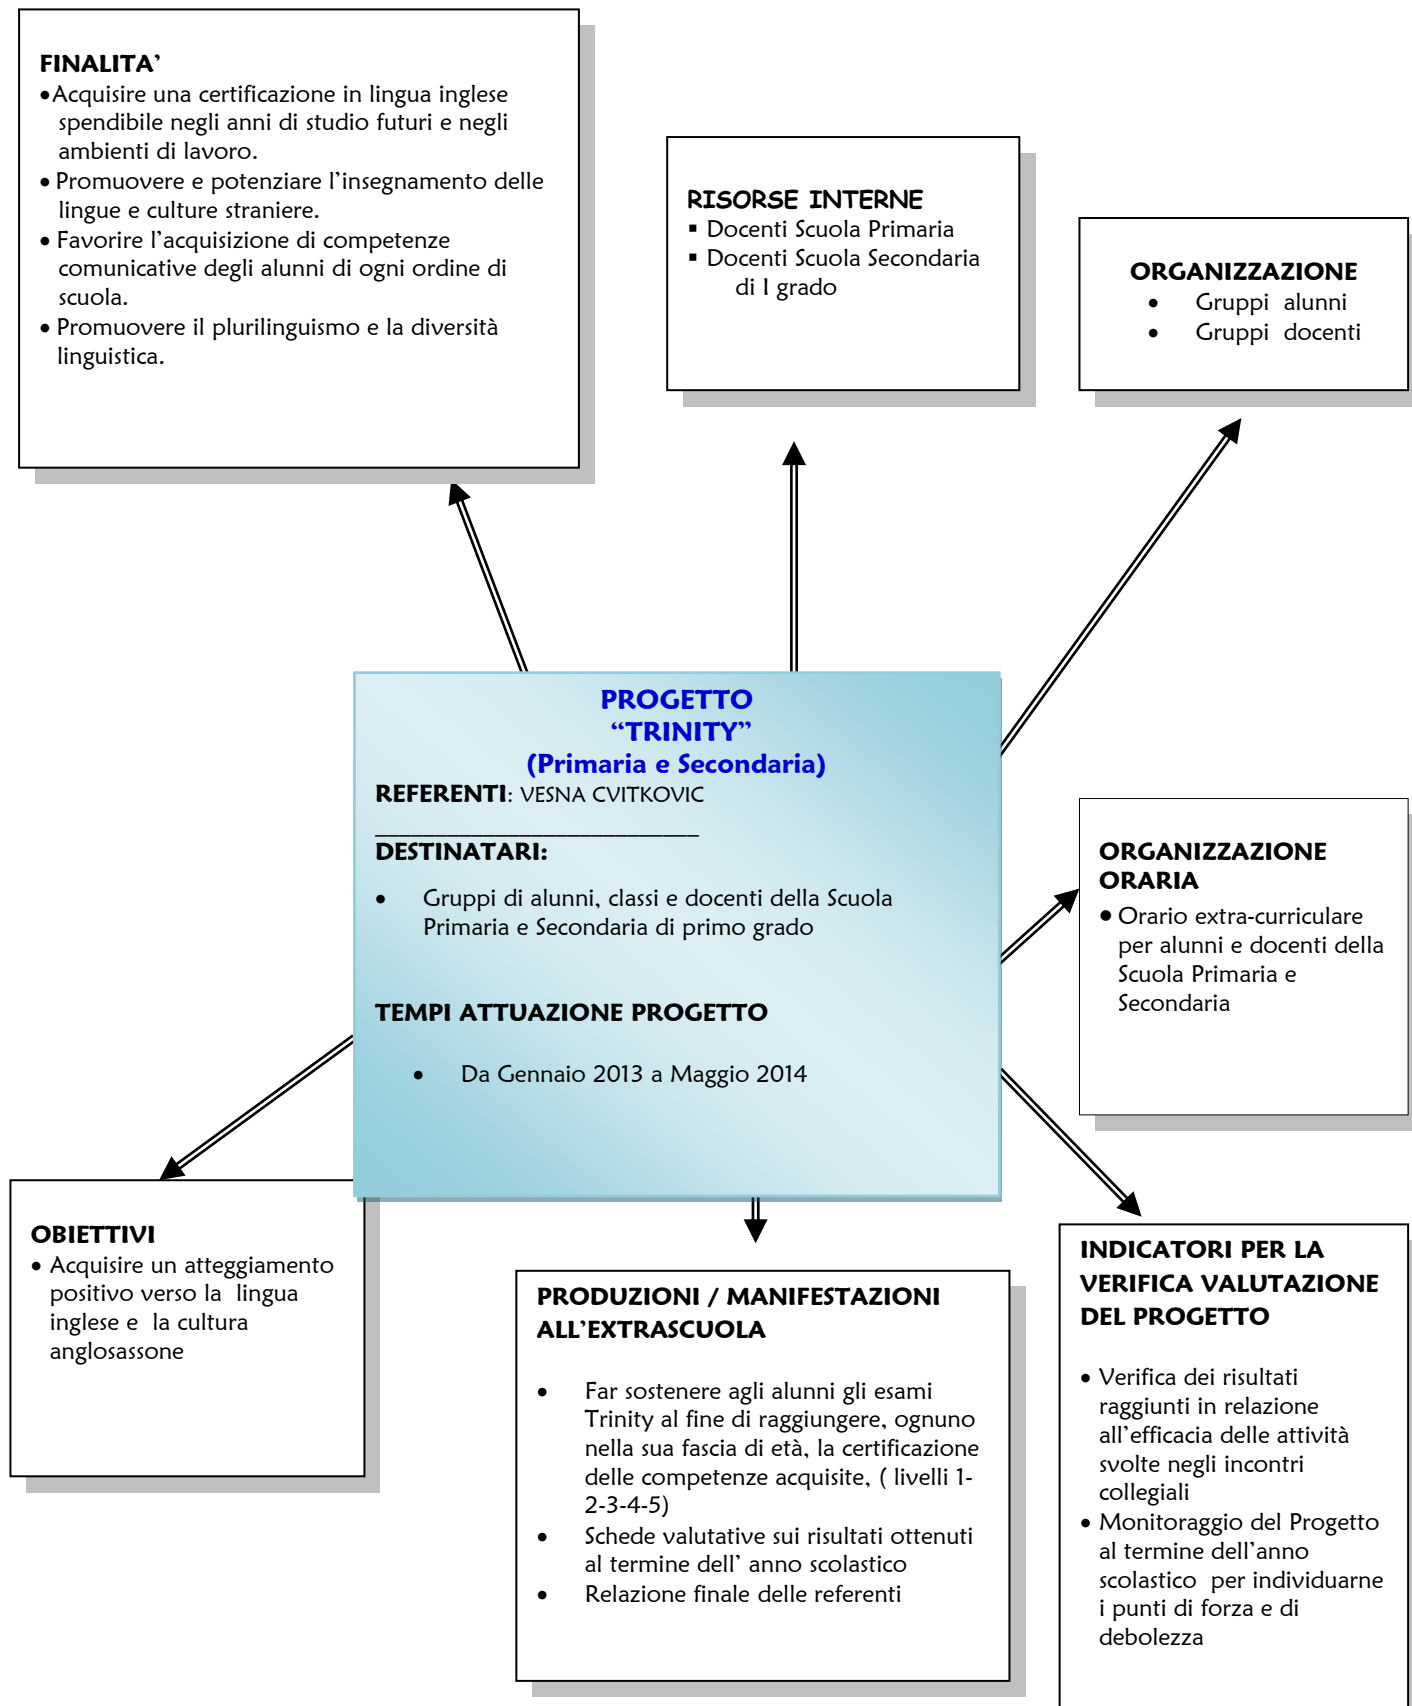 FINALITA’
•Acquisire una certificazione in lingua inglese
spendibile negli anni di studio futuri e negli
ambienti di lavoro.
• Promuovere e potenziare l’insegnamento delle
lingue e culture straniere.
• Favorire l’acquisizione di competenze
comunicative degli alunni di ogni ordine di
scuola.
• Promuovere il plurilinguismo e la diversità
linguistica.
RISORSE INTERNE
▪ Docenti Scuola Primaria
▪ Docenti Scuola Secondaria
di I grado
ORGANIZZAZIONE
• Gruppi alunni
• Gruppi docenti
PROGETTO
“TRINITY”
(Primaria e Secondaria)
REFERENTI: VESNA CVITKOVIC
___________________________
DESTINATARI:
• Gruppi di alunni, classi e docenti della Scuola
Primaria e Secondaria di primo grado
TEMPI ATTUAZIONE PROGETTO
• Da Gennaio 2013 a Maggio 2014
ORGANIZZAZIONE
ORARIA
• Orario extra-curriculare
per alunni e docenti della
Scuola Primaria e
Secondaria
OBIETTIVI
• Acquisire un atteggiamento
positivo verso la lingua
inglese e la cultura
anglosassone
PRODUZIONI / MANIFESTAZIONI
ALL’EXTRASCUOLA
• Far sostenere agli alunni gli esami
Trinity al fine di raggiungere, ognuno
nella sua fascia di età, la certificazione
delle competenze acquisite, ( livelli 1-
2-3-4-5)
• Schede valutative sui risultati ottenuti
al termine dell’ anno scolastico
• Relazione finale delle referenti
INDICATORI PER LA
VERIFICA VALUTAZIONE
DEL PROGETTO
• Verifica dei risultati
raggiunti in relazione
all’efficacia delle attività
svolte negli incontri
collegiali
• Monitoraggio del Progetto
al termine dell’anno
scolastico per individuarne
i punti di forza e di
debolezza